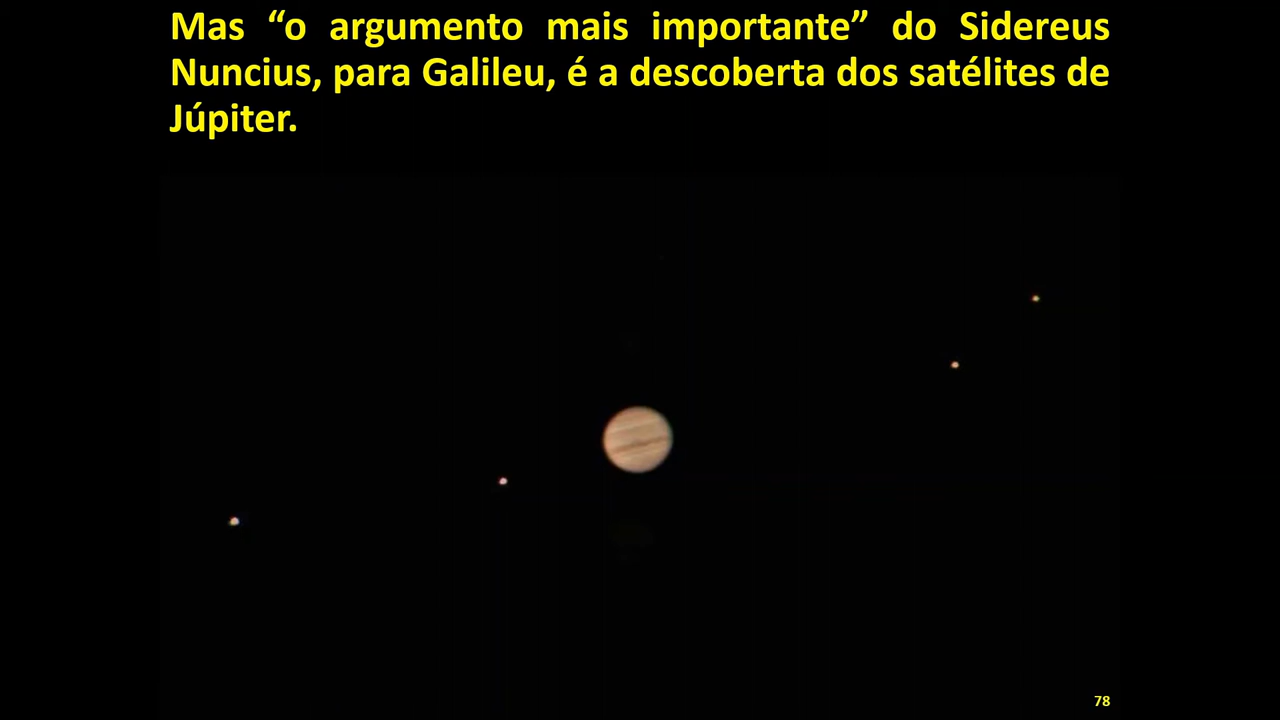 Mas “o argumento mais importante” do Sidereus
Nuncius, para Galileu, é a descoberta dos satélites de
Júpiter.
78